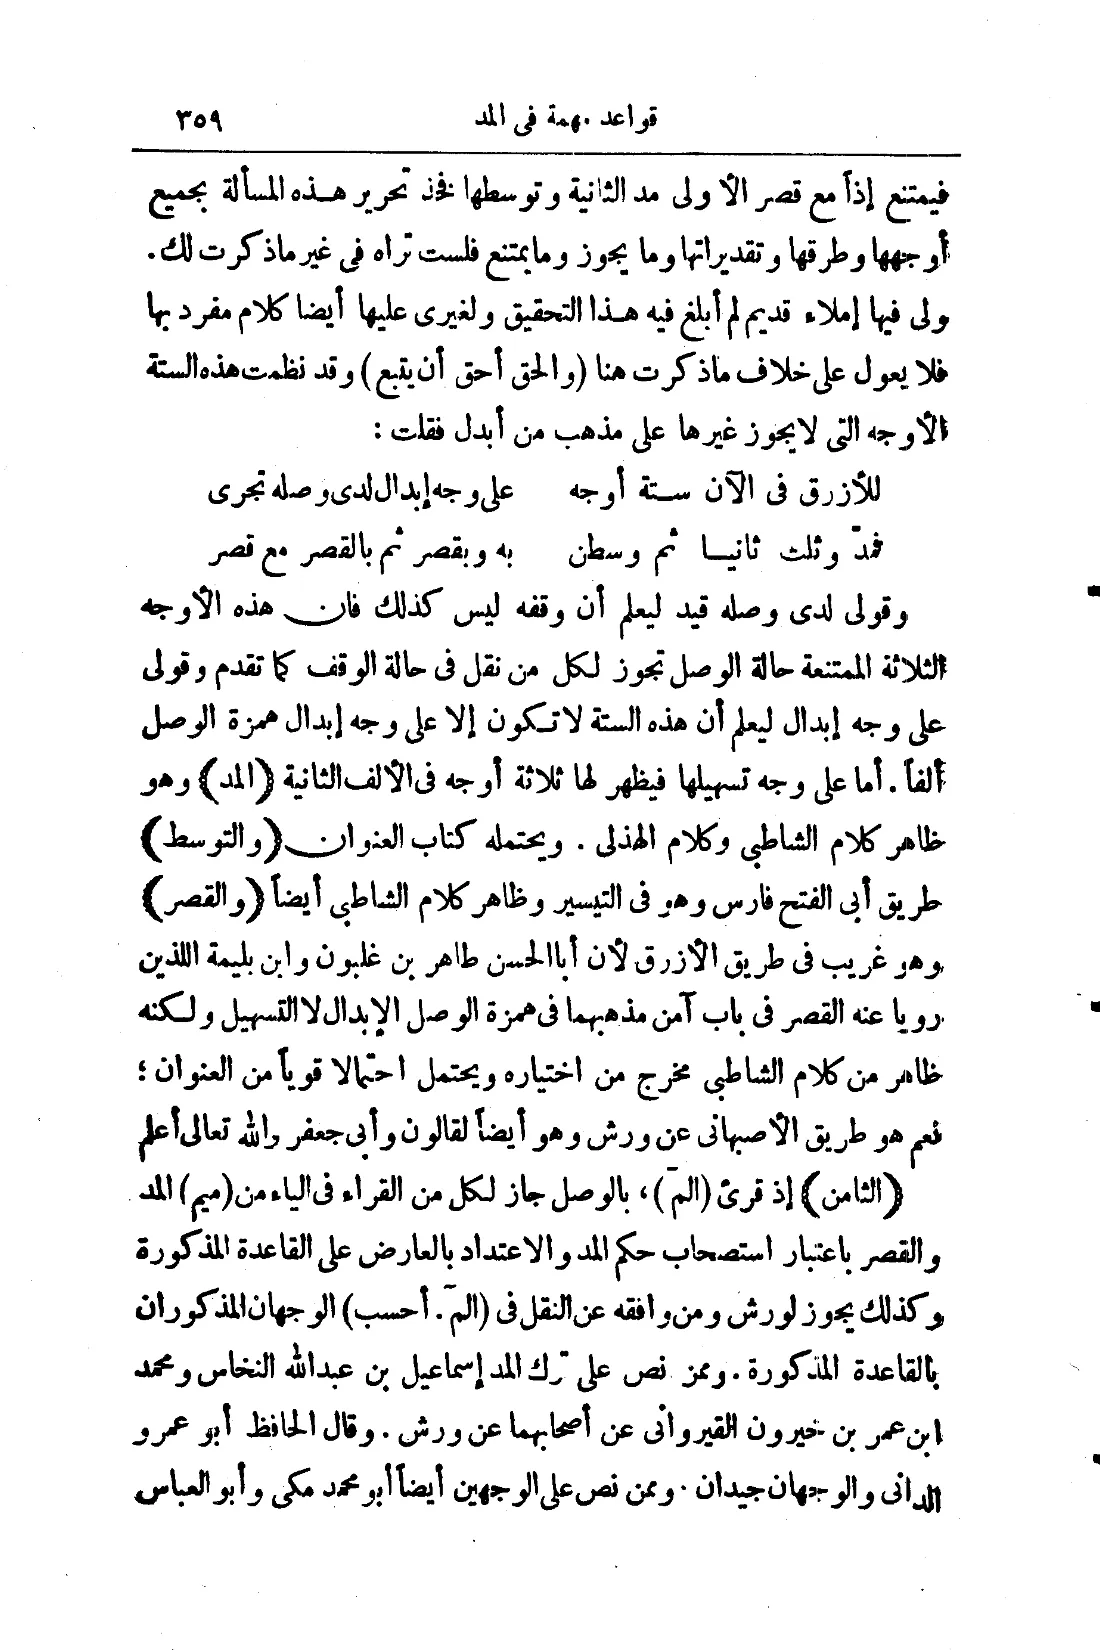 قواعد مهمة فى المد ٣٥٩
فيمتنع إذاً مع قصر الأولى مد الثانية وتوسطها فخذ تحرير هذه المسألة بجميع
أوجهها وطرقها وتقديراتها وما يجوز وما يمتنع فلست تراه فى غير ما ذكرت لك.
ولى فيها إملاء قديم لم أبلغ فيه هذا التحقيق ولغيرى عليها أيضا كلام مفرد بها
فلا يعول على خلاف ما ذكرت هنا (والحق أحق أن يتبع) وقد نظمت هذه الستة
الأوجه التى لا يجوز غيرها على مذهب من أبدل فقلت :
للأزرق فى الآن ستة أوجه على وجه إبدال لدى وصله تجرى
فمدّ وثلث ثانيا ثم وسطن به وبقصر ثم بالقصر مع قصر
وقولى لدى وصله قيد ليعلم أن وقفه ليس كذلك فان هذه الأوجه
الثلاثة الممتنعة حالة الوصل تجوز لكل من نقل فى حالة الوقف كما تقدم وقولى
على وجه إبدال ليعلم أن هذه الستة لا تكون إلا على وجه إبدال همزة الوصل
ألفاً. أما على وجه تسهيلها فيظهر لها ثلاثة أوجه فى الألف الثانية (المد) وهو
ظاهر كلام الشاطبي وكلام الهذلى . ويحتمله كتاب العنوان (والتوسط)
طريق أبى الفتح فارس وهو فى التيسير وظاهر كلام الشاطبي أيضاً (والقصر)
وهو غريب فى طريق الأزرق لأن أبا الحسن طاهر بن غلبون وابن بليمة اللذين
رويا عنه القصر فى باب آمن مذهبهما فى همزة الوصل الإبدال لا التسهيل ولكنه
ظاهر من كلام الشاطبي مخرج من اختياره ويحتمل احتمالا قوياً من العنوان ؛
نعم هو طريق الأصبهانى عن ورش وهو أيضاً لقالون وأبى جعفر والله تعالى أعلم
(الثامن) إذ قرئ (المٓ)، بالوصل جاز لكل من القراء فى الياء من (ميم) المد
والقصر باعتبار استصحاب حكم المد والاعتداد بالعارض على القاعدة المذكورة
وكذلك يجوز لورش ومن وافقه عن النقل فى (المٓ. أحسب) الوجهان المذكوران
بالقاعدة المذكورة. وممن نص على ترك المد إسماعيل بن عبد الله النخاس ومحمد
ابن عمر بن خيرون القيروانى عن أصحابهما عن ورش. وقال الحافظ أبو عمرو
الدانى والوجهان جيدان. وممن نص على الوجهين أيضاً أبو محمد مكى وأبو العباس